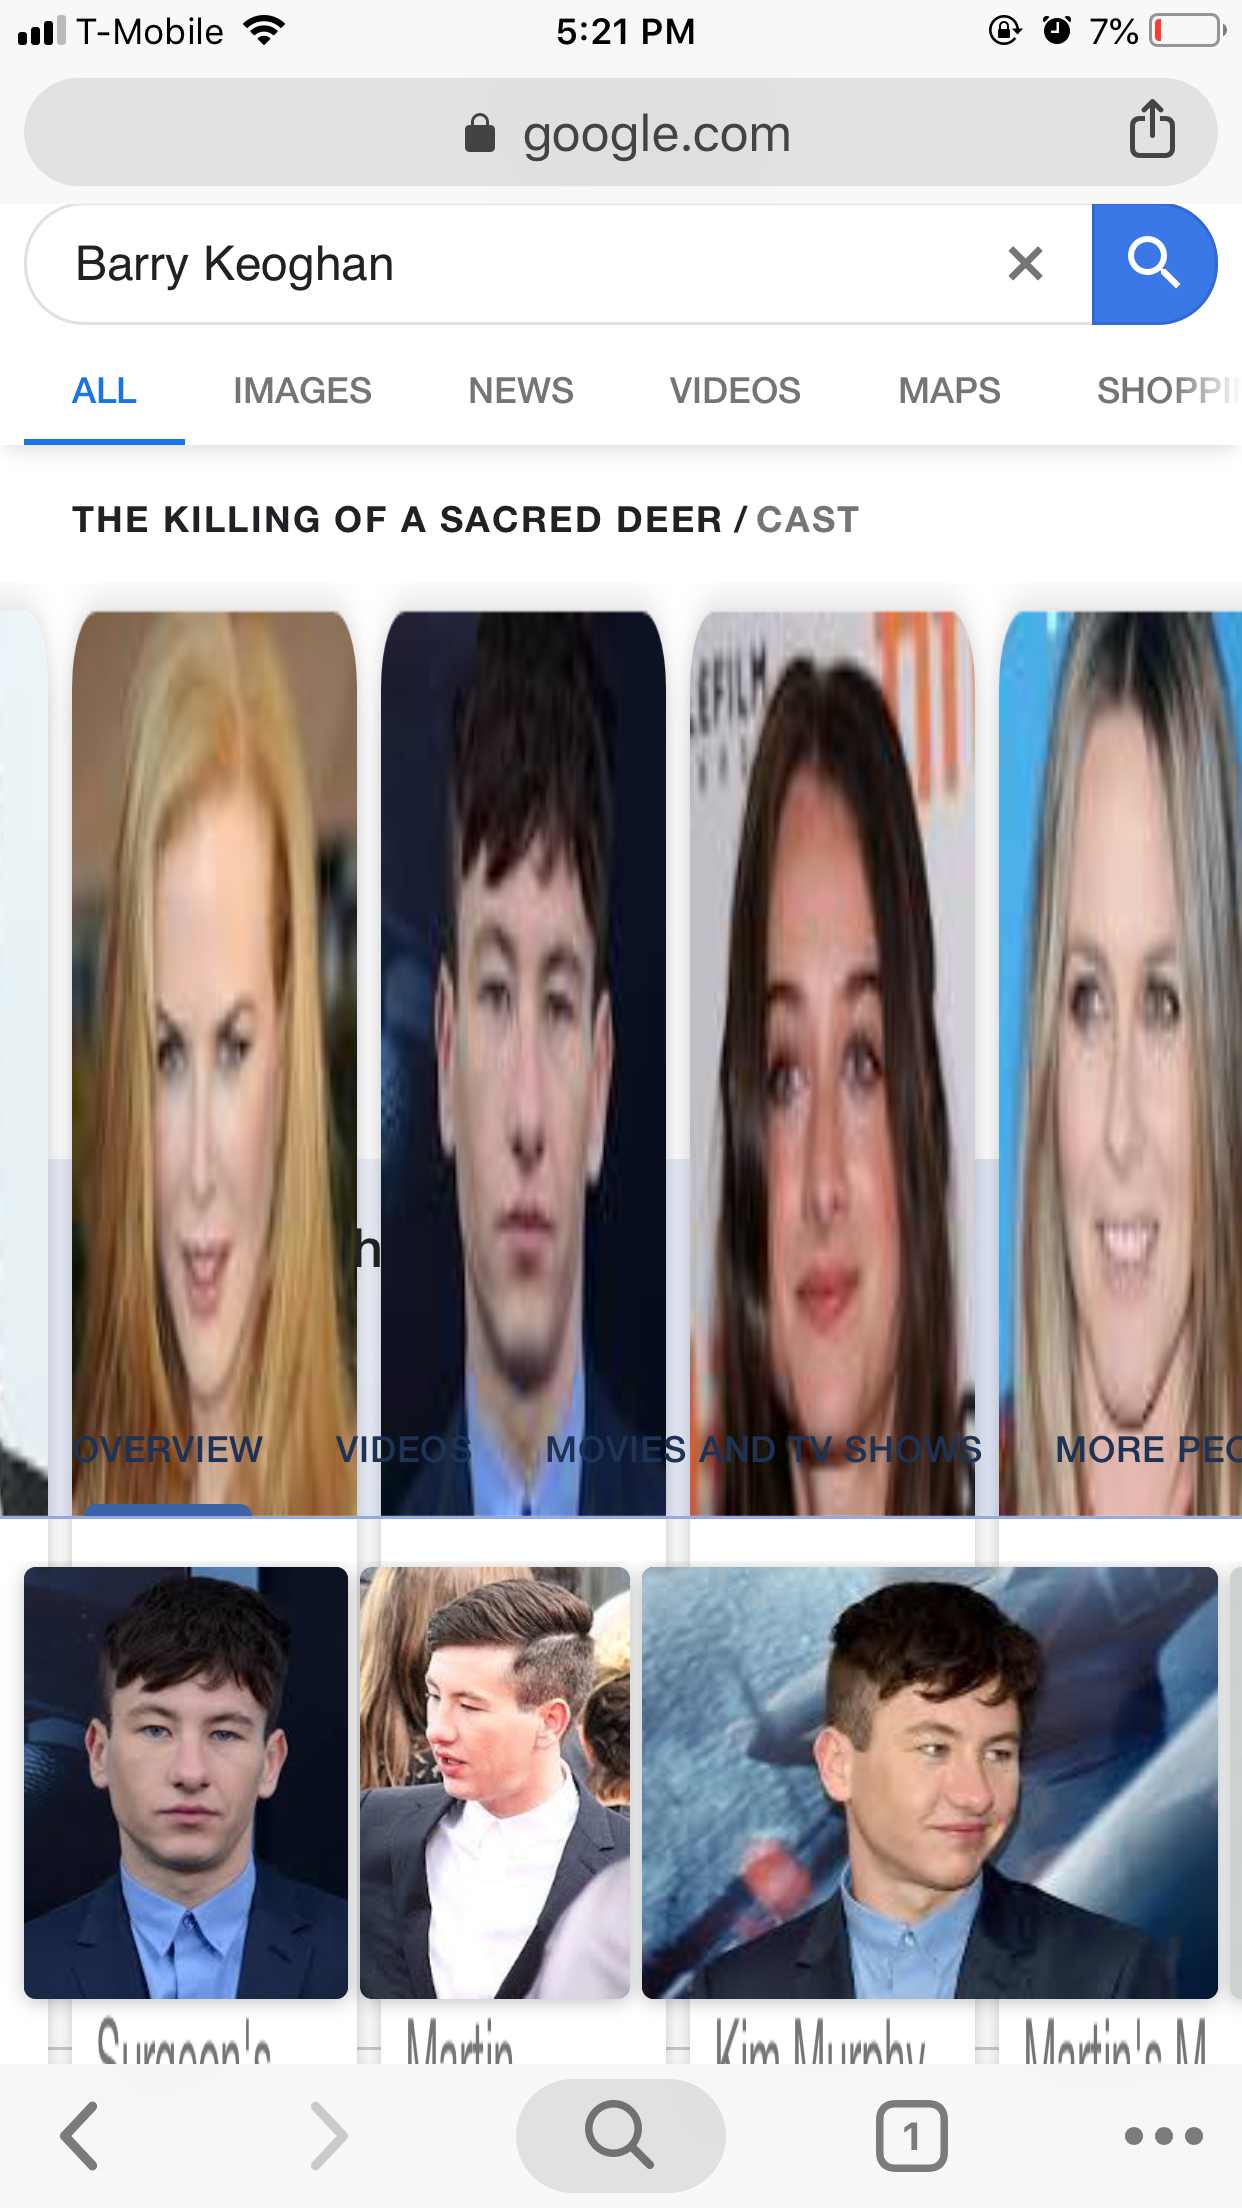 T-Mobile 5:21 PM 7%
google.com
Barry Keoghan
ALL IMAGES NEWS VIDEOS MAPS SHOPPI
THE KILLING OF A SACRED DEER / CAST
EFILM
h
OVERVIEW VIDEOS MOVIES AND TV SHOWS MORE PEO
Surgeon's Martin Kim Murphy Martin's M
1